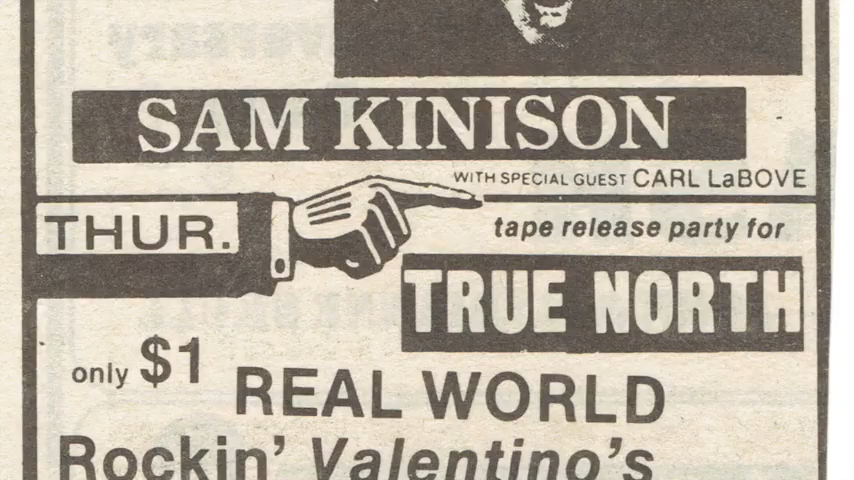 SAM KINISON
WITH SPECIAL GUEST CARL LaBOVE
THUR.
tape release party for
TRUE NORTH
only $1
REAL WORLD
Rockin' Valentino's